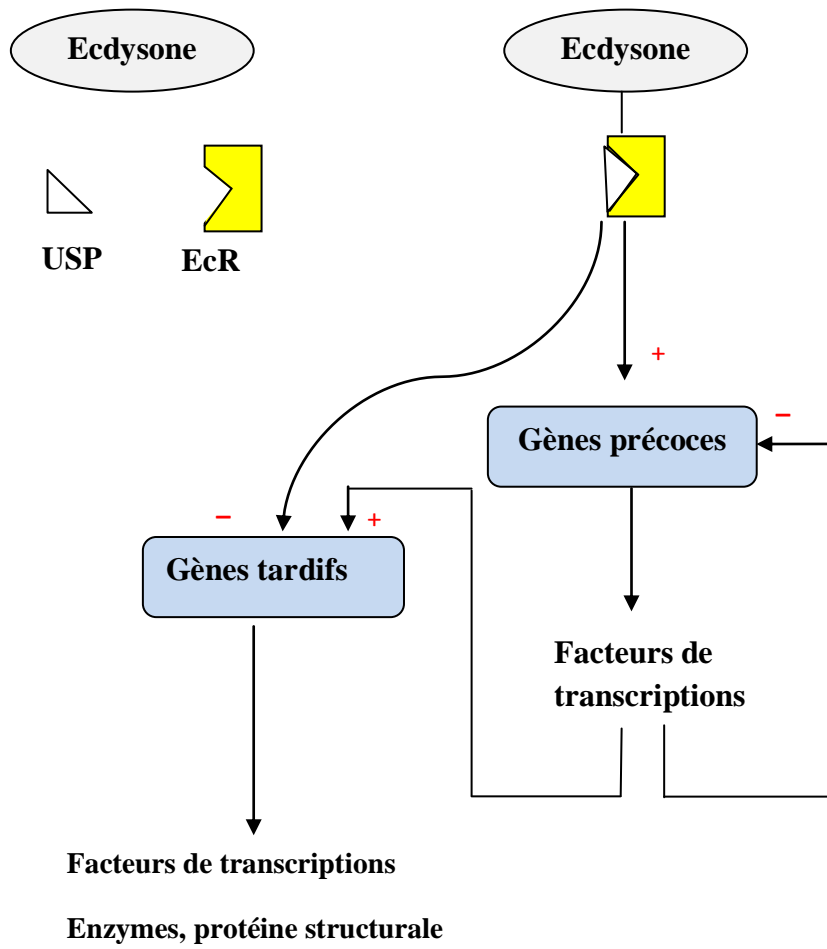 Ecdysone
Ecdysone
USP
EcR
+
Gènes précoces
−
−
+
Gènes tardifs
Facteurs de
transcriptions
Facteurs de transcriptions
Enzymes, protéine structurale